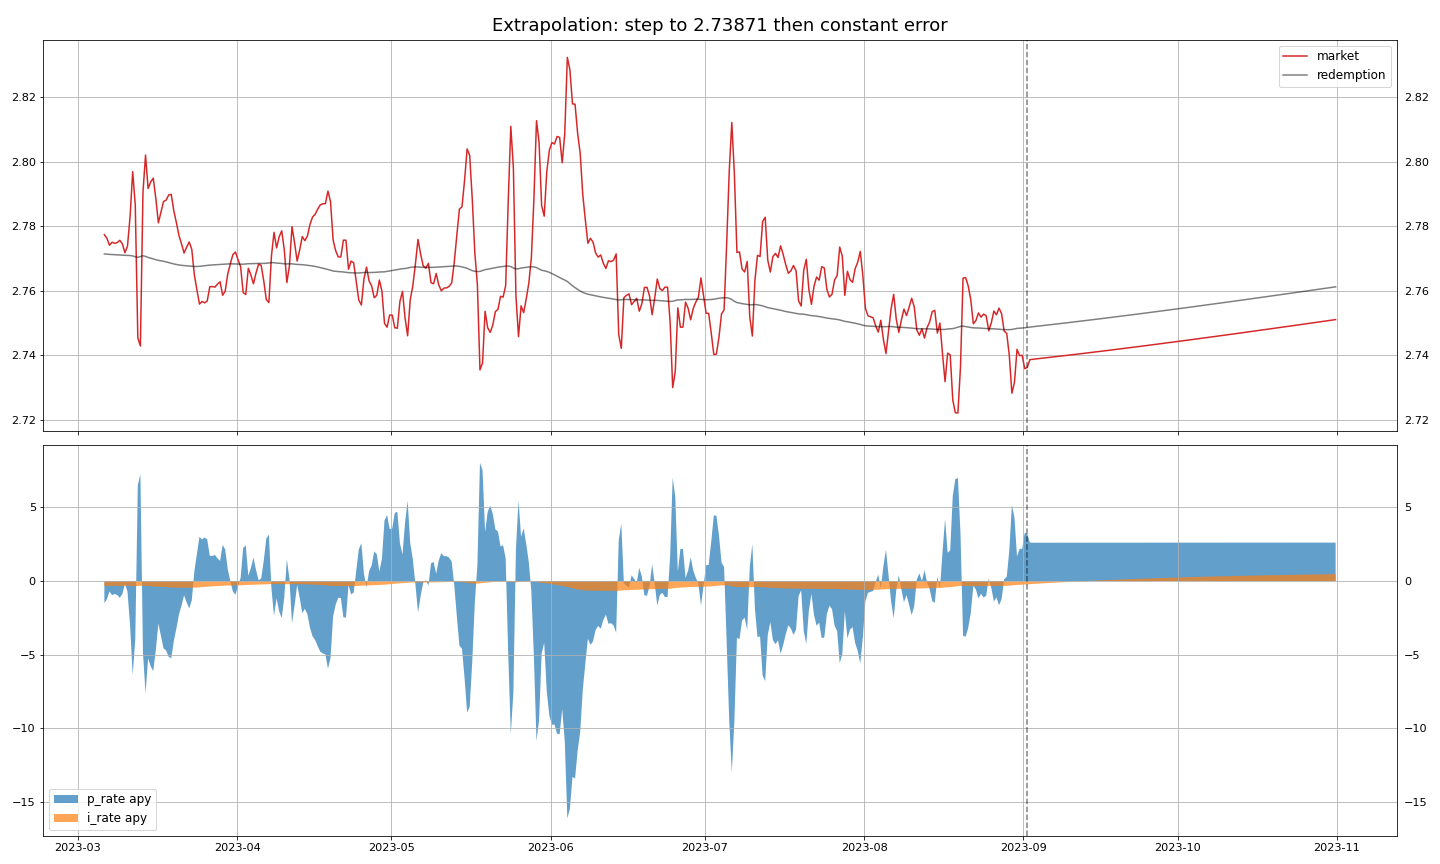 Extrapolation: step to 2.73871 then constant error
market
redemption
2.82 2.82
2.80 2.80
2.78 2.78
2.76 2.76
2.74 2.74
2.72 2.72
5 5
0 0
−5 −5
−10 −10
−15 −15
p_rate apy
i_rate apy
2023-03 2023-04 2023-05 2023-06 2023-07 2023-08 2023-09 2023-10 2023-11